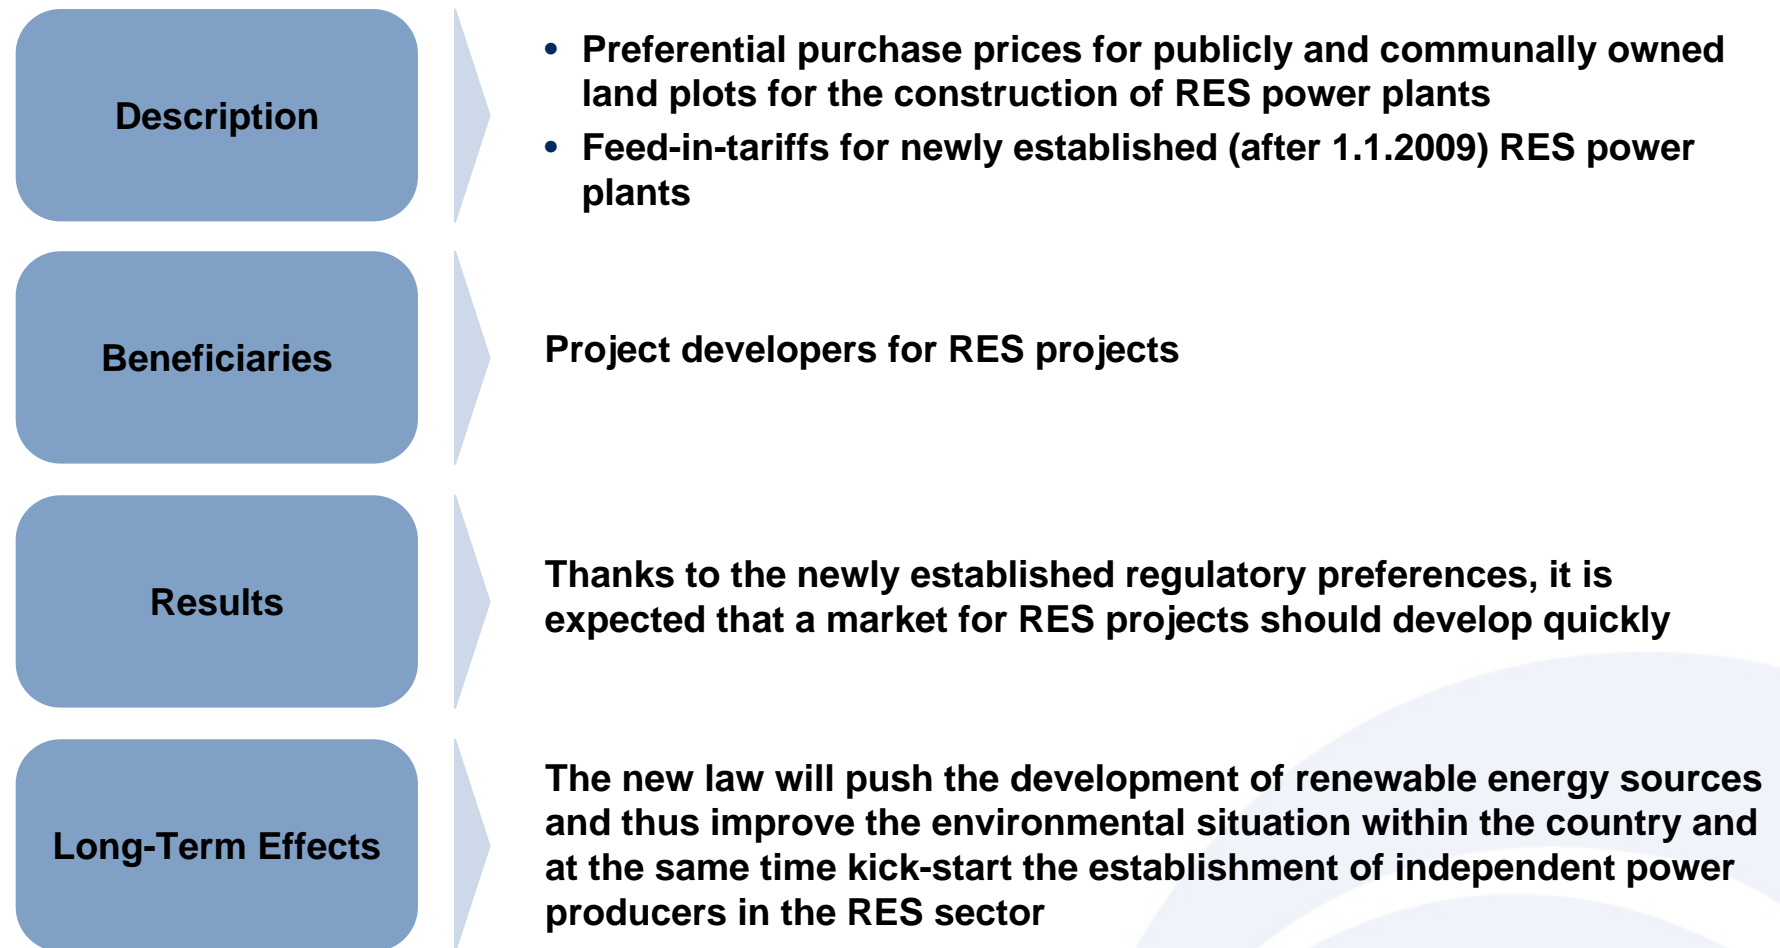 Description
• Preferential purchase prices for publicly and communally owned
land plots for the construction of RES power plants
• Feed-in-tariffs for newly established (after 1.1.2009) RES power
plants
Beneficiaries
Project developers for RES projects
Results
Thanks to the newly established regulatory preferences, it is
expected that a market for RES projects should develop quickly
Long-Term Effects
The new law will push the development of renewable energy sources
and thus improve the environmental situation within the country and
at the same time kick-start the establishment of independent power
producers in the RES sector